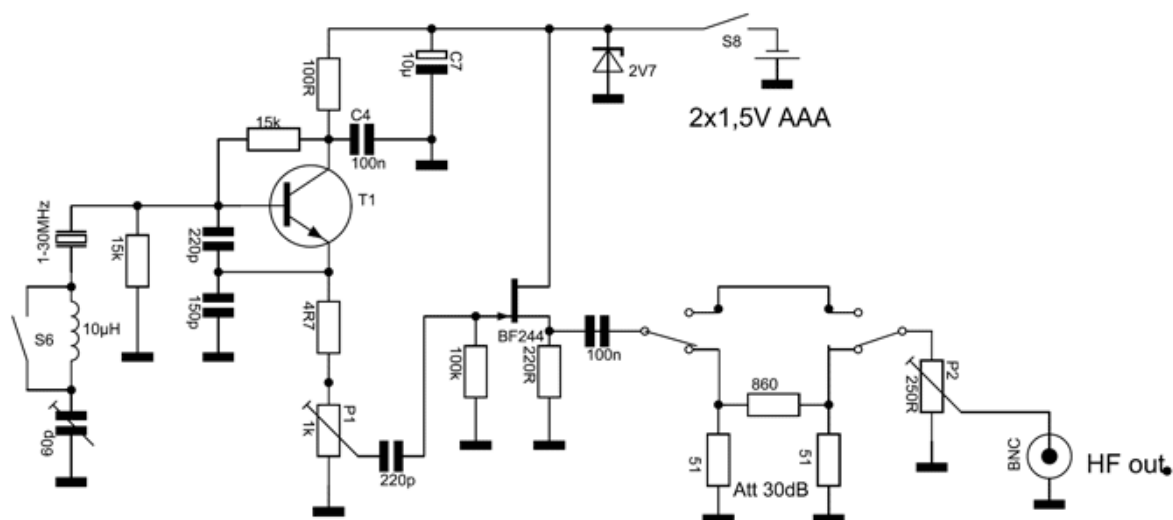 S8
C7
10µ
100R
2V7
2x1,5V AAA
15k
C4
100n
T1
1-30MHz
15k
220p
150p
4R7
S6
10µH
60p
P1
1k
220p
100k
BF244
220R
100n
860
51
51
Att 30dB
P2
250R
BNC
HF out.